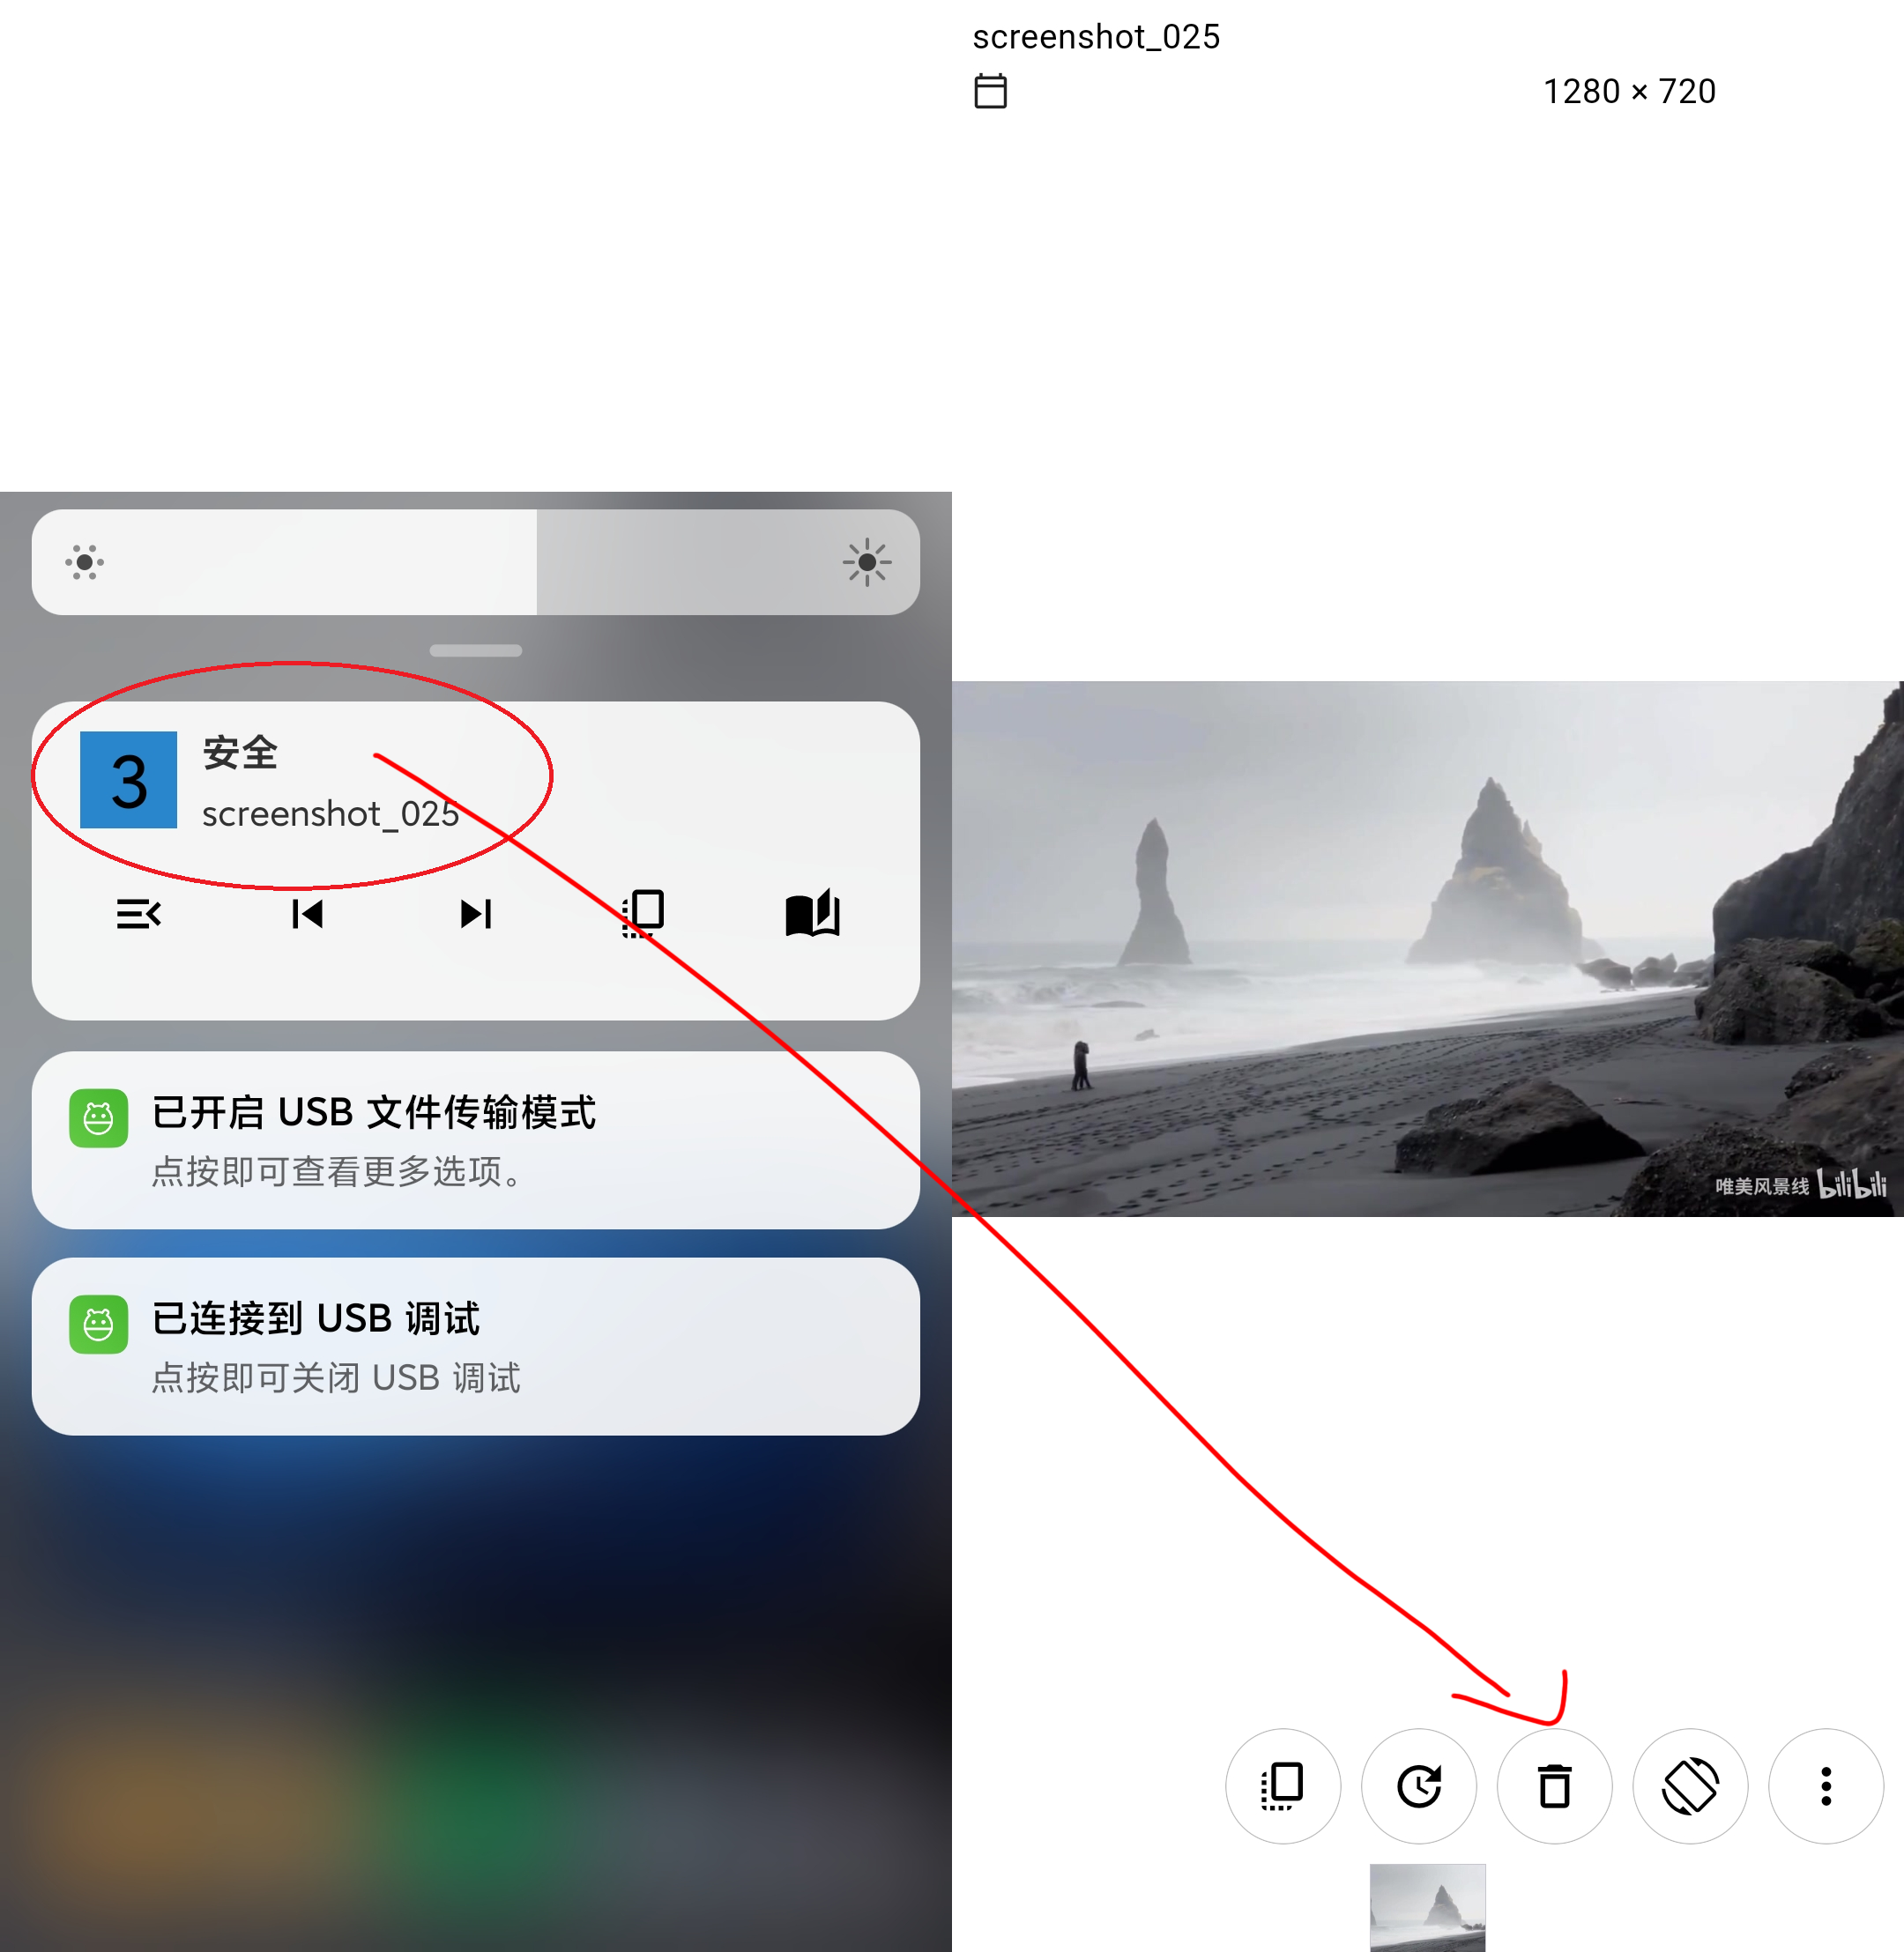 screenshot_025
1280 × 720
3
安全
screenshot_025
已开启 USB 文件传输模式
点按即可查看更多选项。
已连接到 USB 调试
点按即可关闭 USB 调试
唯美风景线 bilibili